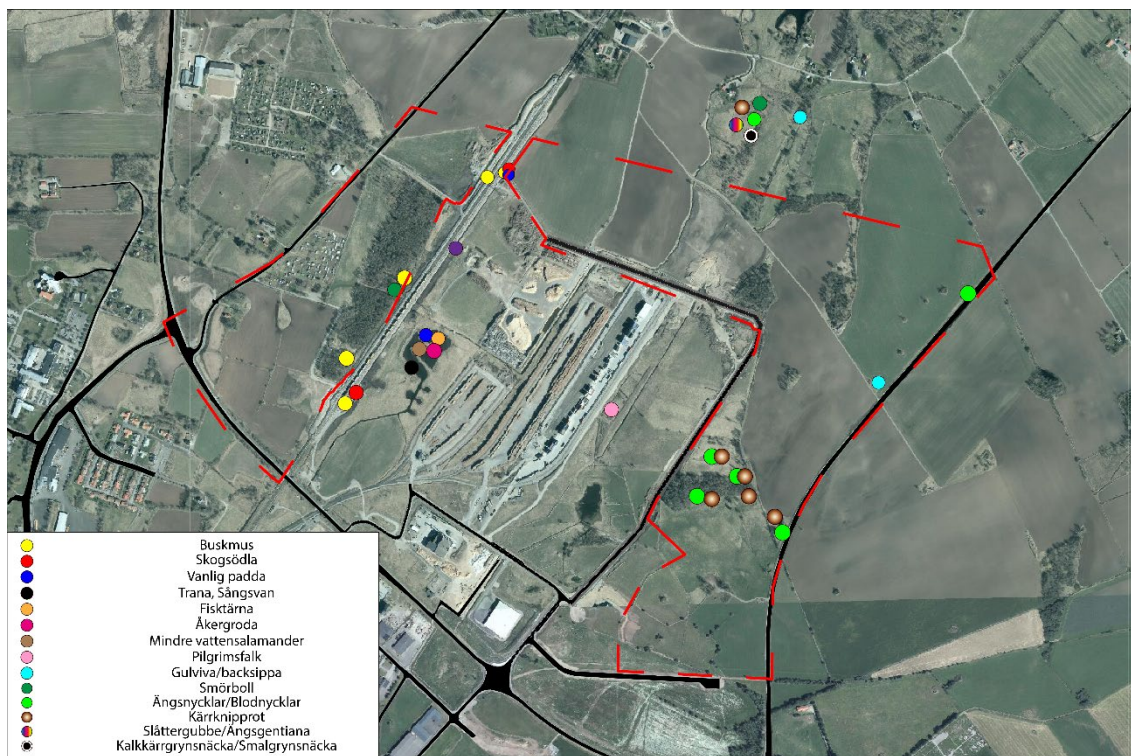 Buskmus
Skogsödla
Vanlig padda
Trana, Sångsvan
Fisktärna
Åkergroda
Mindre vattensalamander
Pilgrimsfalk
Gulviva/backsippa
Smörboll
Ängsnycklar/Blodnycklar
Kärrknipprot
Slåttergubbe/Ängsgentiana
Kalkkärrgrynsnäcka/Smalgrynsnäcka